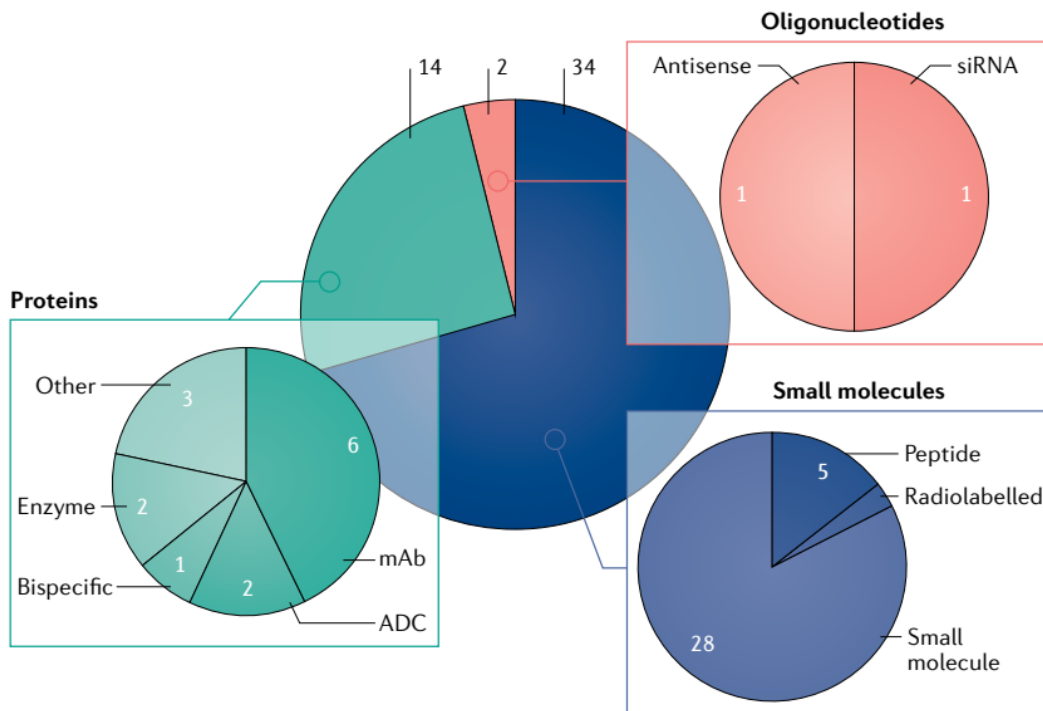 Oligonucleotides
14
2
34
Antisense
siRNA
1
1
Proteins
Other
3
6
Enzyme
2
1
2
Bispecific
mAb
ADC
Small molecules
5
Peptide
Radiolabelled
28
Small
molecule